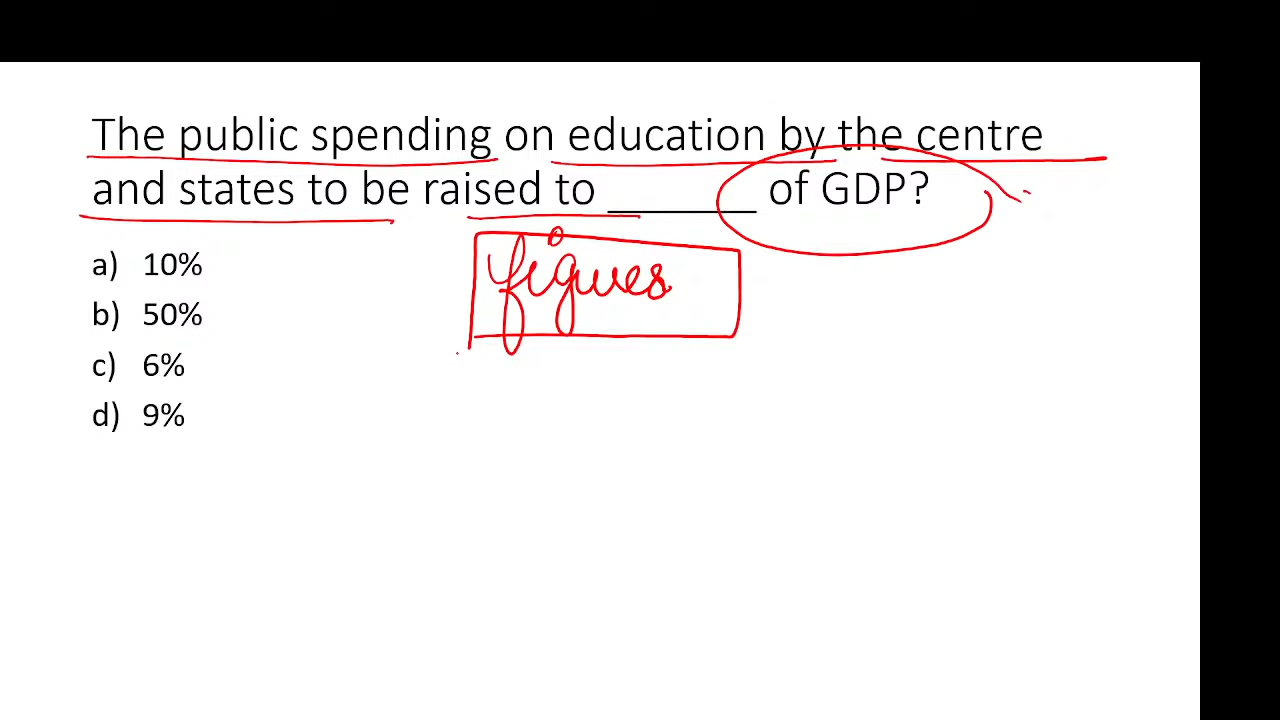 The public spending on education by the centre
and states to be raised to ________ of GDP?
figures
a) 10%
b) 50%
c) 6%
d) 9%